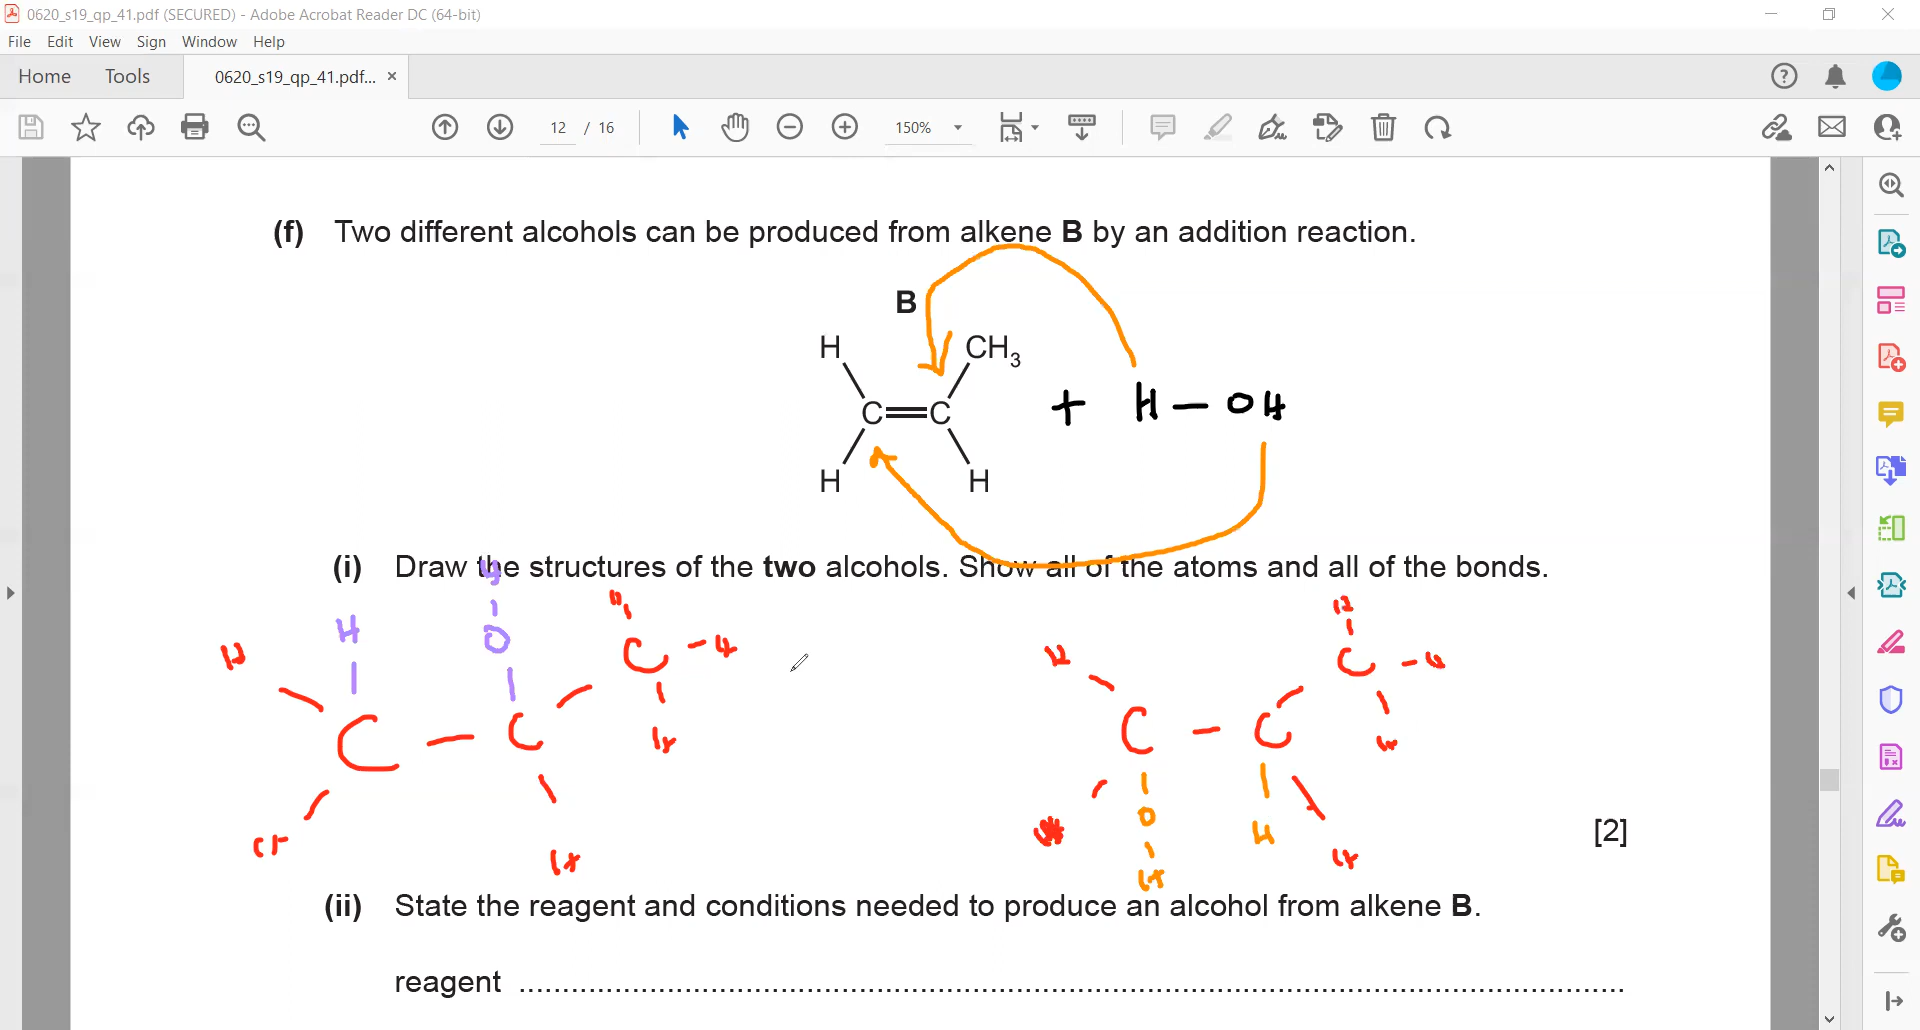 0620_s19_qp_41.pdf (SECURED) - Adobe Acrobat Reader DC (64-bit)
File Edit View Sign Window Help
Home Tools 0620_s19_qp_41.pdf... ×
12 / 16 150%
(f) Two different alcohols can be produced from alkene B by an addition reaction.
B
H CH3
C=C + H — OH
H H
(i) Draw the structures of the two alcohols. Show all of the atoms and all of the bonds.
H H H
H O C - H H C - H
C — C H C - C H
H H O H H
H
[2]
(ii) State the reagent and conditions needed to produce an alcohol from alkene B.
reagent ................................................................